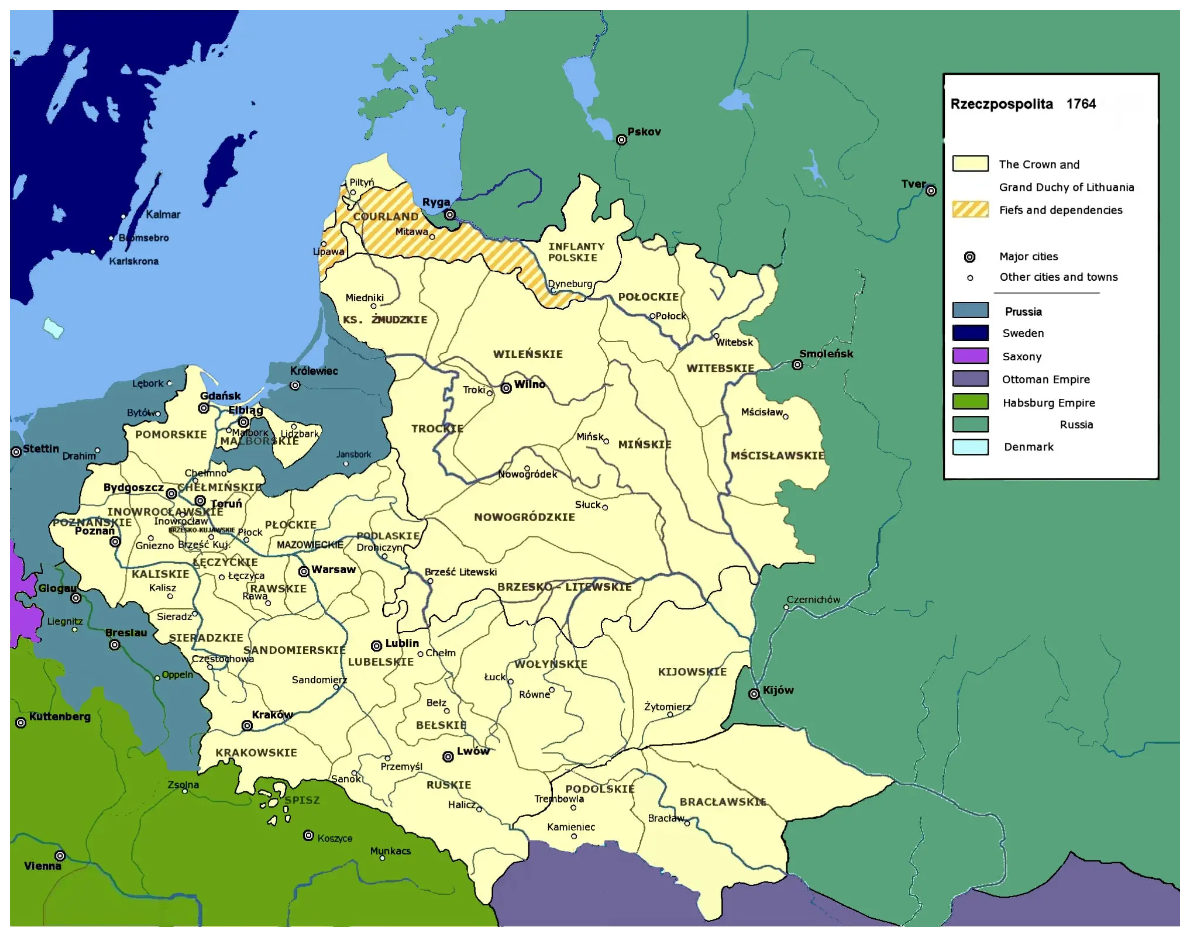 Rzeczpospolita 1764
The Crown and
Grand Duchy of Lithuania
Fiefs and dependencies
Major cities
Other cities and towns
Prussia
Sweden
Saxony
Ottoman Empire
Habsburg Empire
Russia
Denmark
Pskov
Tver
Piltyń
Ryga
Kalmar
COURLAND
Mitawa
Bromsebro
Karlskrona
Lipawa
INFLANTY
POLSKIE
Dyneburg
Miedniki
POŁOCKIE
KS. ŻMUDZKIE
Połock
Witebsk
WILEŃSKIE
Smoleńsk
WITEBSKIE
Królewiec
Lębork
Troki
Wilno
Gdańsk
Elbląg
Bytów
Mścisław
POMORSKIE
Malbork
Lidzbark
MALBORSKIE
TROCKIE
Mińsk
MIŃSKIE
Stettin
Drahim
Jansbork
MŚCISŁAWSKIE
Chełmno
Nowogródek
Bydgoszcz
CHEŁMIŃSKIE
Toruń
Słuck
INOWROCŁAWSKIE
Inowrocław
POZNAŃSKIE
NOWOGRÓDZKIE
Poznań
BRZESKO-KUJAWSKIE
Płock
PŁOCKIE
PODLASKIE
Gniezno
Brześć Kuj.
MAZOWIECKIE
Droniczyn
ŁĘCZYCKIE
KALISKIE
Łęczyca
Warsaw
Brześć Litewski
Kalisz
RAWSKIE
Rawa
BRZESKO - LITEWSKIE
Glogau
Czernichów
Liegnitz
Sieradz
Breslau
SIERADZKIE
Lublin
SANDOMIERSKIE
Chełm
Częstochowa
LUBELSKIE
WOŁYŃSKIE
KIJOWSKIE
Oppeln
Sandomierz
Łuck
Równe
Kijów
Bełz
Żytomierz
Kuttenberg
Kraków
BEŁSKIE
KRAKOWSKIE
Lwów
Przemyśl
Sanok
RUSKIE
Zsolna
PODOLSKIE
SPISZ
Halicz
Trembowla
BRACŁAWSKIE
Bracław
Kamieniec
Koszyce
Munkacs
Vienna